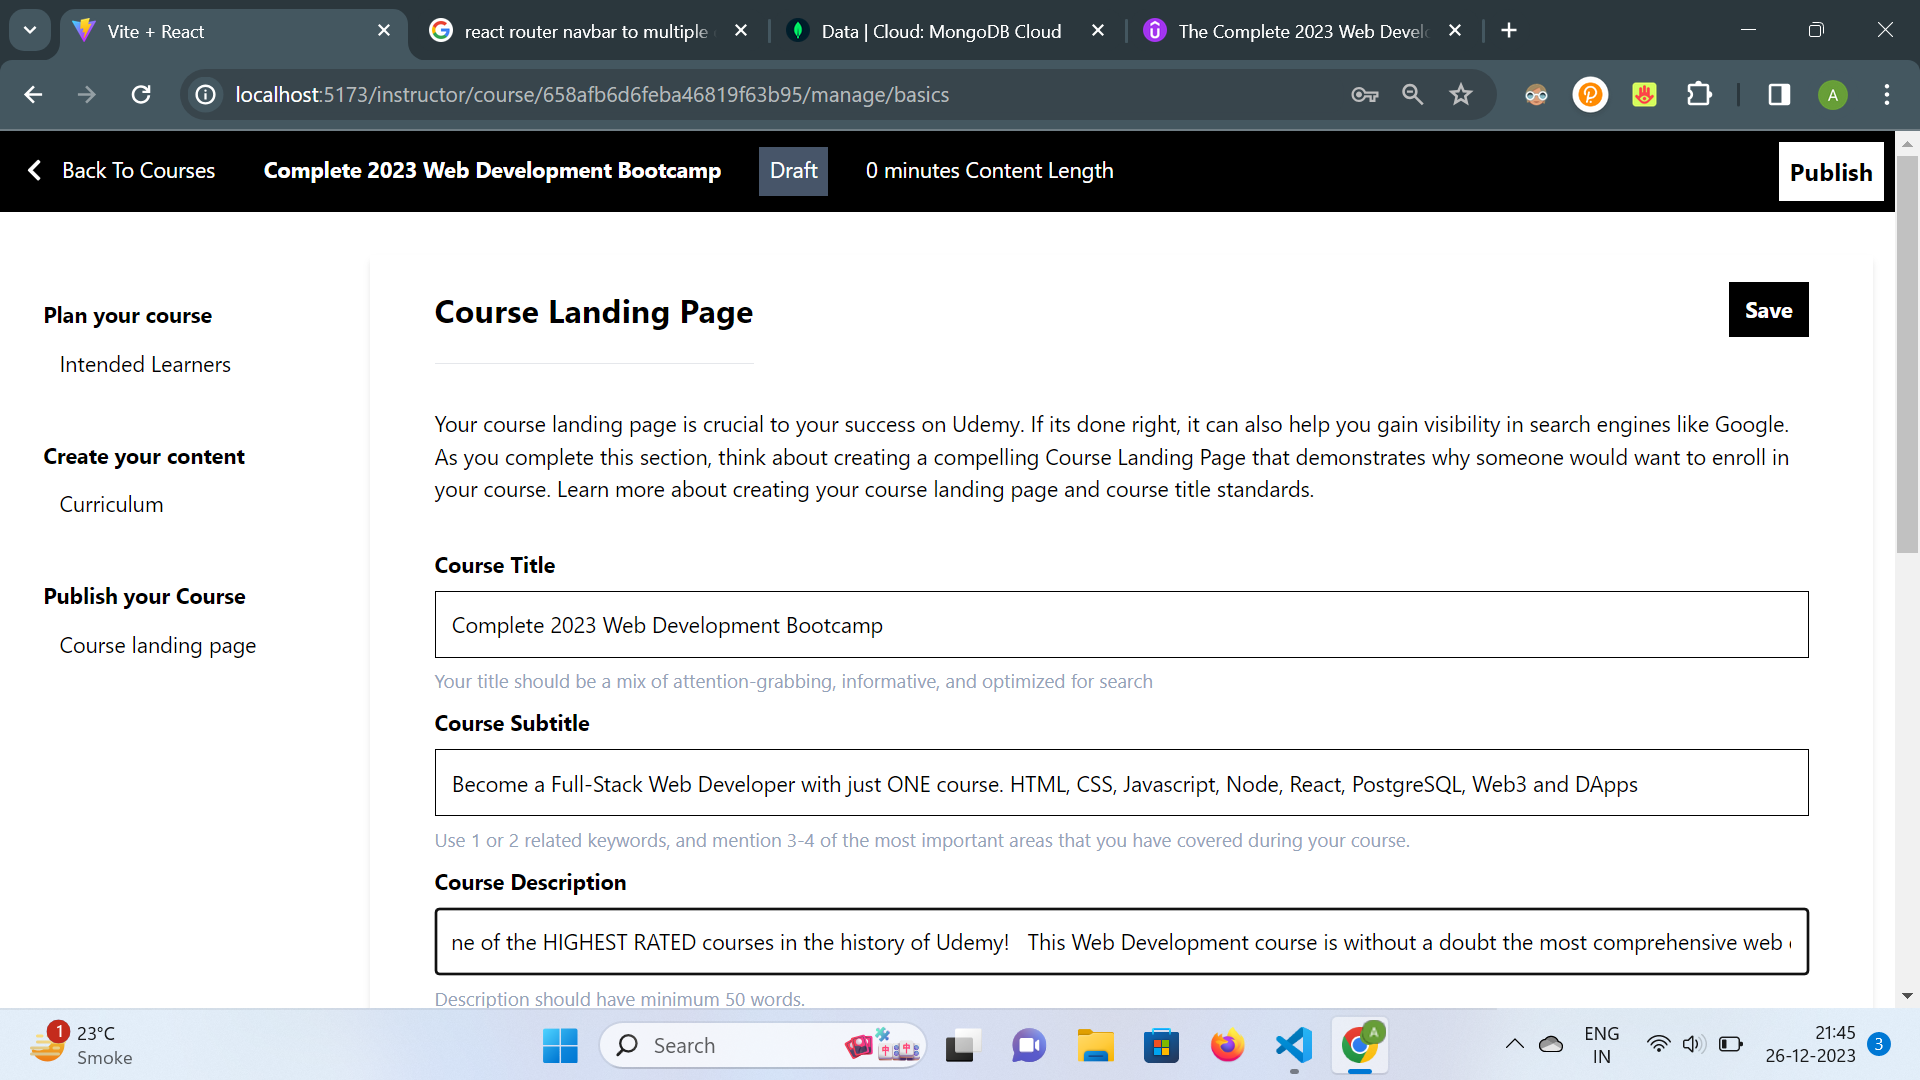 Vite + React
react router navbar to multiple
Data | Cloud: MongoDB Cloud
The Complete 2023 Web Devel
localhost:5173/instructor/course/658afb6d6feba46819f63b95/manage/basics
A
Back To Courses
Complete 2023 Web Development Bootcamp
Draft
0 minutes Content Length
Publish
Plan your course
Intended Learners
Create your content
Curriculum
Publish your Course
Course landing page
Course Landing Page
Save
Your course landing page is crucial to your success on Udemy. If its done right, it can also help you gain visibility in search engines like Google.
As you complete this section, think about creating a compelling Course Landing Page that demonstrates why someone would want to enroll in
your course. Learn more about creating your course landing page and course title standards.
Course Title
Complete 2023 Web Development Bootcamp
Your title should be a mix of attention-grabbing, informative, and optimized for search
Course Subtitle
Become a Full-Stack Web Developer with just ONE course. HTML, CSS, Javascript, Node, React, PostgreSQL, Web3 and DApps
Use 1 or 2 related keywords, and mention 3-4 of the most important areas that you have covered during your course.
Course Description
ne of the HIGHEST RATED courses in the history of Udemy! This Web Development course is without a doubt the most comprehensive web
Description should have minimum 50 words.
1
23°C
Smoke
Search
A
ENG
IN
21:45
26-12-2023
3